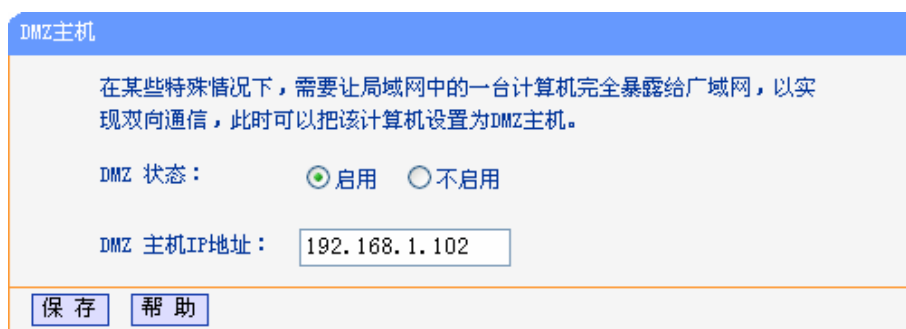 DMZ主机
在某些特殊情况下，需要让局域网中的一台计算机完全暴露给广域网，以实
现双向通信，此时可以把该计算机设置为DMZ主机。
DMZ 状态： 启用 不启用
DMZ 主机IP地址： 192.168.1.102
保 存 帮 助